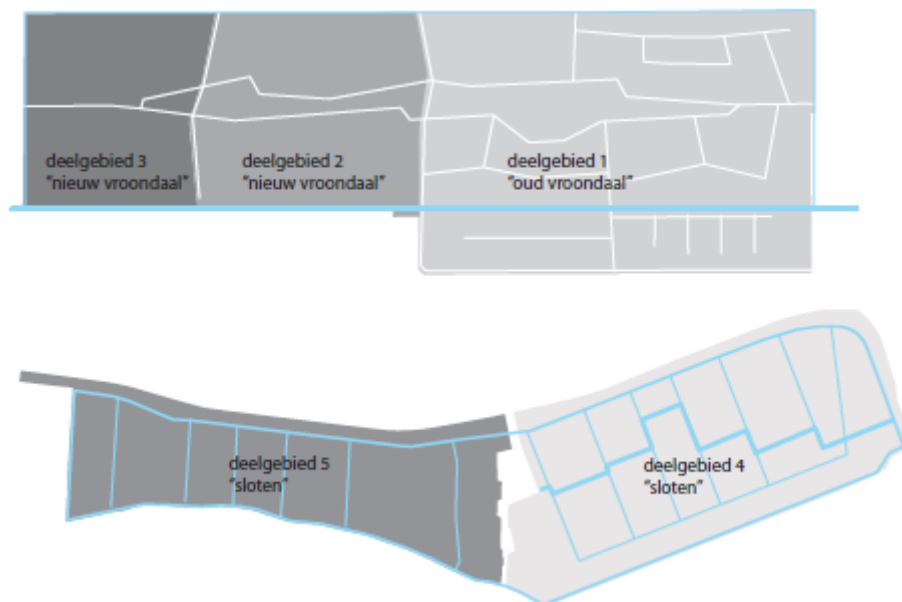 deelgebied 3
“nieuw vroondaal”
deelgebied 2
“nieuw vroondaal”
deelgebied 1
“oud vroondaal”
deelgebied 5
“sloten”
deelgebied 4
“sloten”